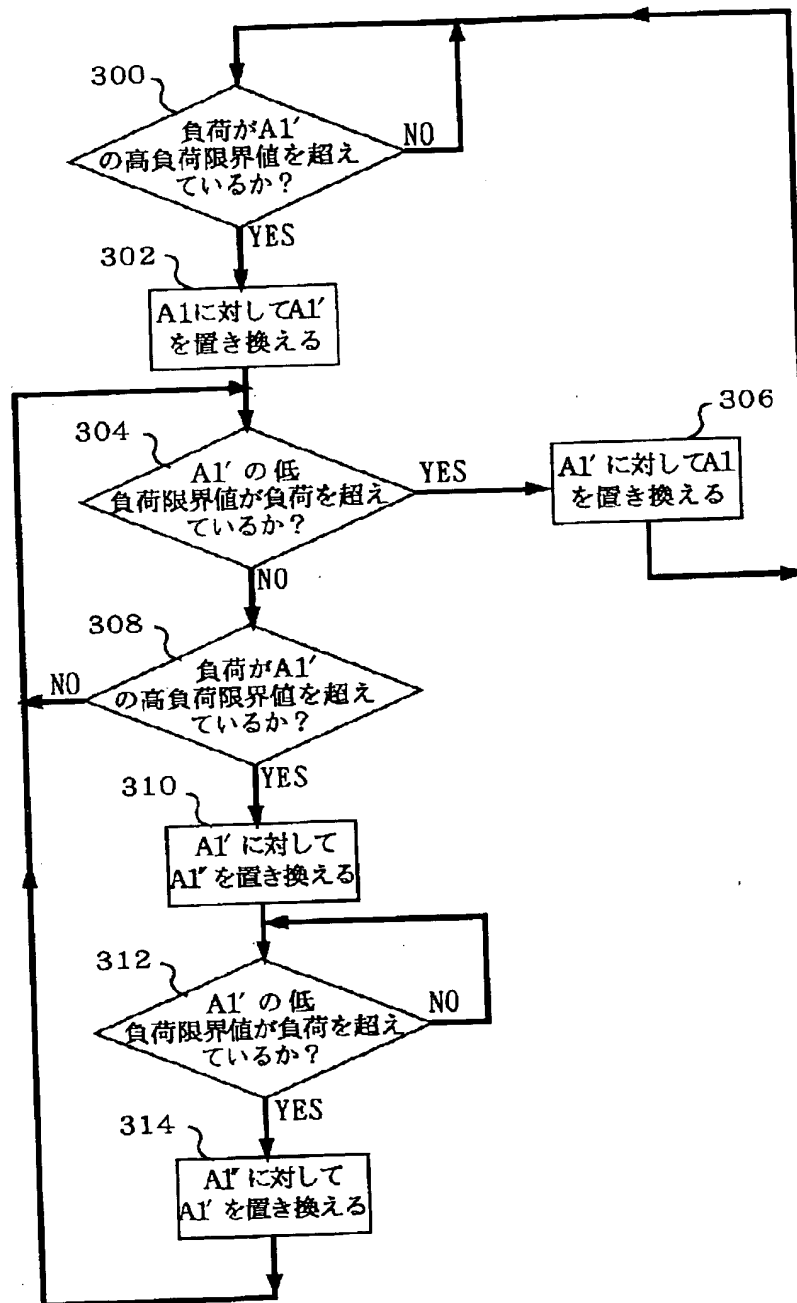 300
負荷がA1′
の高負荷限界値を超え
ているか？
NO
YES
302
A1に対してA1′
を置き換える
304
A1′の低
負荷限界値が負荷を超え
ているか？
YES
NO
306
A1′に対してA1
を置き換える
308
負荷がA1′
の高負荷限界値を超え
ているか？
NO
YES
310
A1′に対して
A1″を置き換える
312
A1′の低
負荷限界値が負荷を超え
ているか？
NO
YES
314
A1″に対して
A1′を置き換える